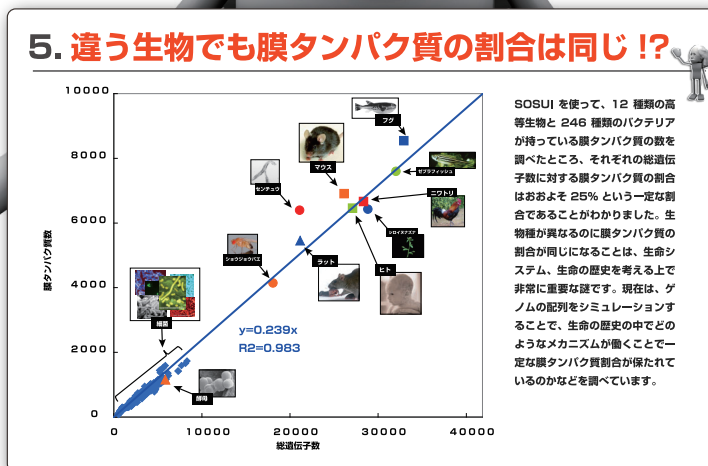 5. 違う生物でも膜タンパク質の割合は同じ !?
10000
8000
6000
4000
2000
0
膜タンパク質数
フグ
マウス
ゼブラフィッシュ
センチュウ
ニワトリ
シロイヌナズナ
ショウジョウバエ
ラット
ヒト
細菌
酵母
y=0.239x
R2=0.983
0
10000
20000
30000
40000
総遺伝子数
SOSUI を使って、12 種類の高
等生物と 246 種類のバクテリア
が持っている膜タンパク質の数を
調べたところ、それぞれの総遺伝
子数に対する膜タンパク質の割合
はおおよそ 25% という一定な割
合であることがわかりました。生
物種が異なるのに膜タンパク質の
割合が同じになることは、生命シ
ステム、生命の歴史を考える上で
非常に重要な謎です。現在は、ゲ
ノムの配列をシミュレーションす
ることで、生命の歴史の中でどの
ようなメカニズムが働くことで一
定な膜タンパク質割合が保たれて
いるのかなどを調べています。